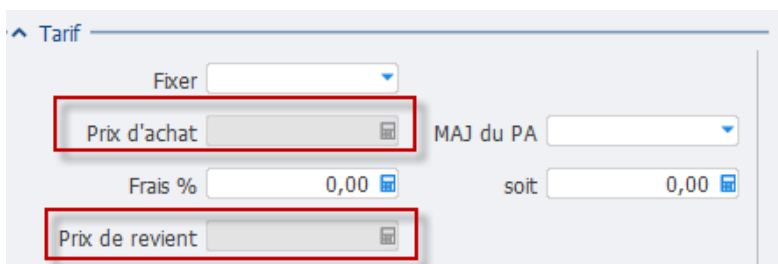 Tarif
Fixer
Prix d'achat MAJ du PA
Frais % 0,00 soit 0,00
Prix de revient